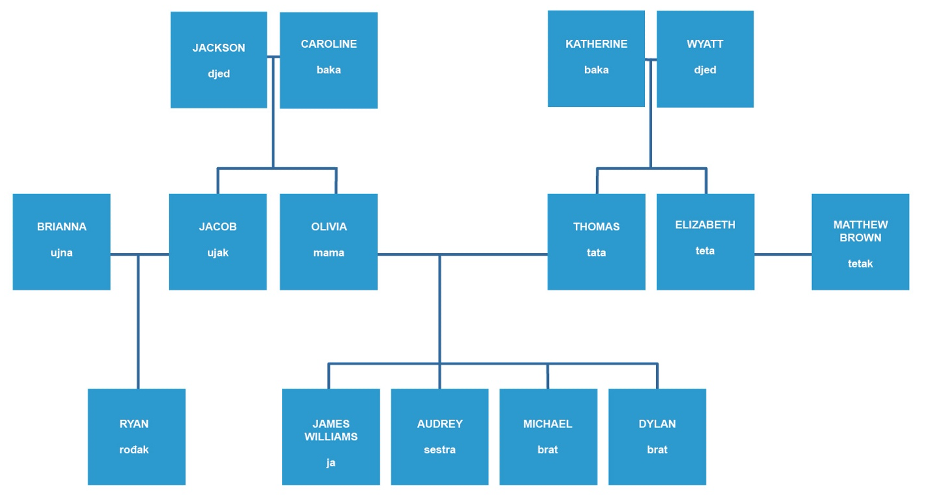 JACKSON
djed
CAROLINE
baka
KATHERINE
baka
WYATT
djed
BRIANNA
ujna
JACOB
ujak
OLIVIA
mama
THOMAS
tata
ELIZABETH
teta
MATTHEW
BROWN
tetak
RYAN
rođak
JAMES
WILLIAMS
ja
AUDREY
sestra
MICHAEL
brat
DYLAN
brat